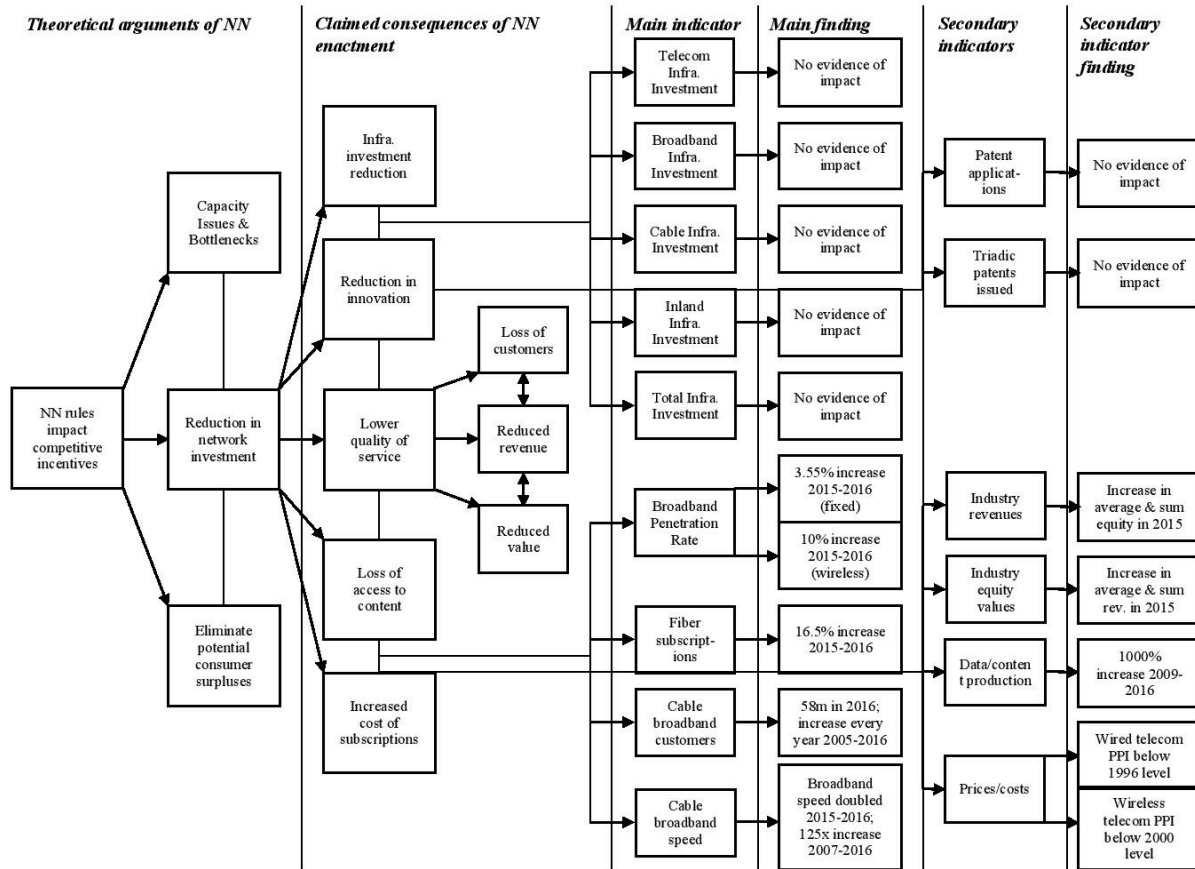 Theoretical arguments of NN
Claimed consequences of NN
enactment
Main indicator
Main finding
Secondary
indicators
Secondary
indicator
finding
NN rules
impact
competitive
incentives
Capacity
Issues &
Bottlenecks
Reduction in
network
investment
Eliminate
potential
consumer
surpluses
Infra.
investment
reduction
Reduction in
innovation
Lower
quality of
service
Loss of
access to
content
Increased
cost of
subscriptions
Loss of
customers
Reduced
revenue
Reduced
value
Telecom
Infra.
Investment
Broadband
Infra.
Investment
Cable Infra.
Investment
Inland
Infra.
Investment
Total Infra.
Investment
Broadband
Penetration
Rate
Fiber
subscript-
ions
Cable
broadband
customers
Cable
broadband
speed
No evidence of
impact
No evidence of
impact
No evidence of
impact
No evidence of
impact
No evidence of
impact
3.55% increase
2015-2016
(fixed)
10% increase
2015-2016
(wireless)
16.5% increase
2015-2016
58m in 2016;
increase every
year 2005-2016
Broadband
speed doubled
2015-2016;
125x increase
2007-2016
Patent
applicat-
ions
Triadic
patents
issued
Industry
revenues
Industry
equity
values
Data/conten
t production
Prices/costs
No evidence of
impact
No evidence of
impact
Increase in
average & sum
equity in 2015
Increase in
average & sum
rev. in 2015
1000%
increase 2009-
2016
Wired telecom
PPI below
1996 level
Wireless
telecom PPI
below 2000
level